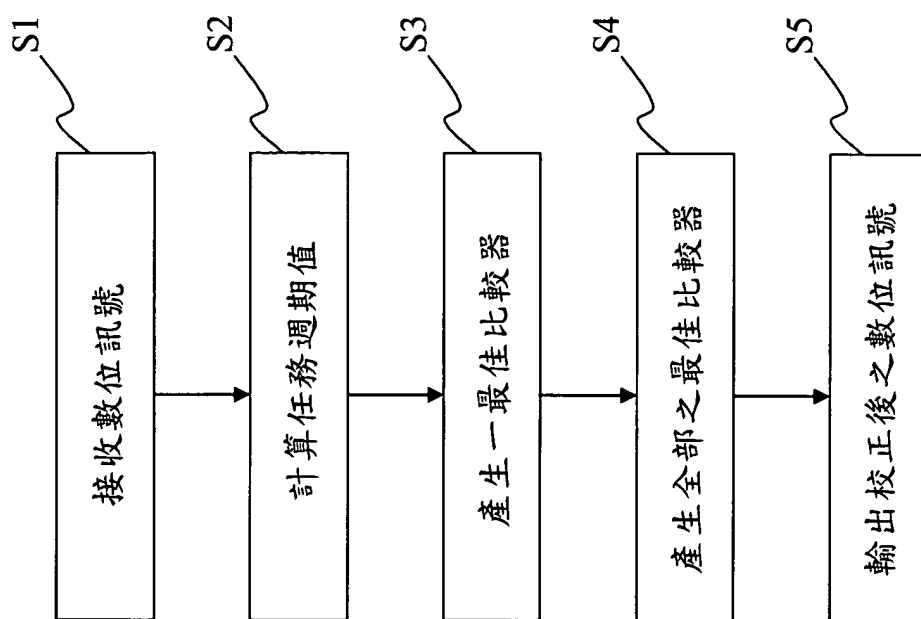 S1
接收數位訊號
S2
計算任務週期值
S3
產生一最佳比較器
S4
產生全部之最佳比較器
S5
輸出校正後之數位訊號